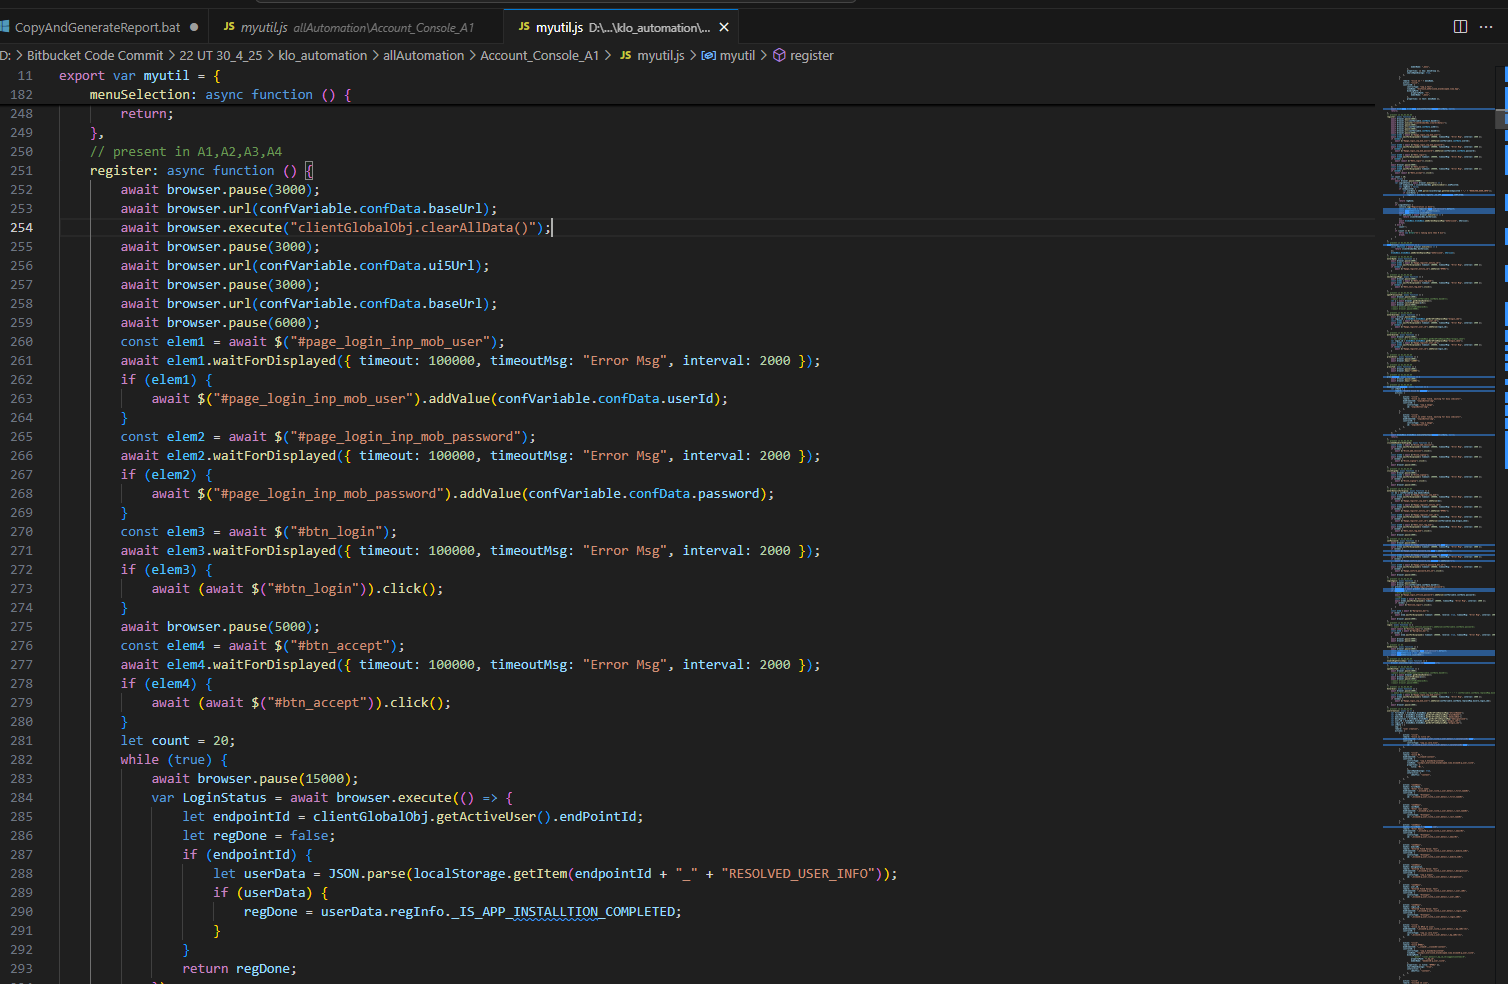 CopyAndGenerateReport.bat
JS myutil.js allAutomation\Account_Console_A1
JS myutil.js D:\...\klo_automation\...
D: > Bitbucket Code Commit > 22 UT 30_4_25 > klo_automation > allAutomation > Account_Console_A1 > JS myutil.js > myutil > register
11 export var myutil = {
182 menuSelection: async function () {
248 return;
249 },
250 // present in A1,A2,A3,A4
251 register: async function () {
252 await browser.pause(3000);
253 await browser.url(confVariable.confData.baseUrl);
254 await browser.execute("clientGlobalObj.clearAllData()");
255 await browser.pause(3000);
256 await browser.url(confVariable.confData.ui5Url);
257 await browser.pause(3000);
258 await browser.url(confVariable.confData.baseUrl);
259 await browser.pause(6000);
260 const elem1 = await $("#page_login_inp_mob_user");
261 await elem1.waitForDisplayed({ timeout: 100000, timeoutMsg: "Error Msg", interval: 2000 });
262 if (elem1) {
263 await $("#page_login_inp_mob_user").addValue(confVariable.confData.userId);
264 }
265 const elem2 = await $("#page_login_inp_mob_password");
266 await elem2.waitForDisplayed({ timeout: 100000, timeoutMsg: "Error Msg", interval: 2000 });
267 if (elem2) {
268 await $("#page_login_inp_mob_password").addValue(confVariable.confData.password);
269 }
270 const elem3 = await $("#btn_login");
271 await elem3.waitForDisplayed({ timeout: 100000, timeoutMsg: "Error Msg", interval: 2000 });
272 if (elem3) {
273 await (await $("#btn_login")).click();
274 }
275 await browser.pause(5000);
276 const elem4 = await $("#btn_accept");
277 await elem4.waitForDisplayed({ timeout: 100000, timeoutMsg: "Error Msg", interval: 2000 });
278 if (elem4) {
279 await (await $("#btn_accept")).click();
280 }
281 let count = 20;
282 while (true) {
283 await browser.pause(15000);
284 var LoginStatus = await browser.execute(() => {
285 let endpointId = clientGlobalObj.getActiveUser().endPointId;
286 let regDone = false;
287 if (endpointId) {
288 let userData = JSON.parse(localStorage.getItem(endpointId + "_" + "RESOLVED_USER_INFO"));
289 if (userData) {
290 regDone = userData.regInfo._IS_APP_INSTALLTION_COMPLETED;
291 }
292 }
293 return regDone;